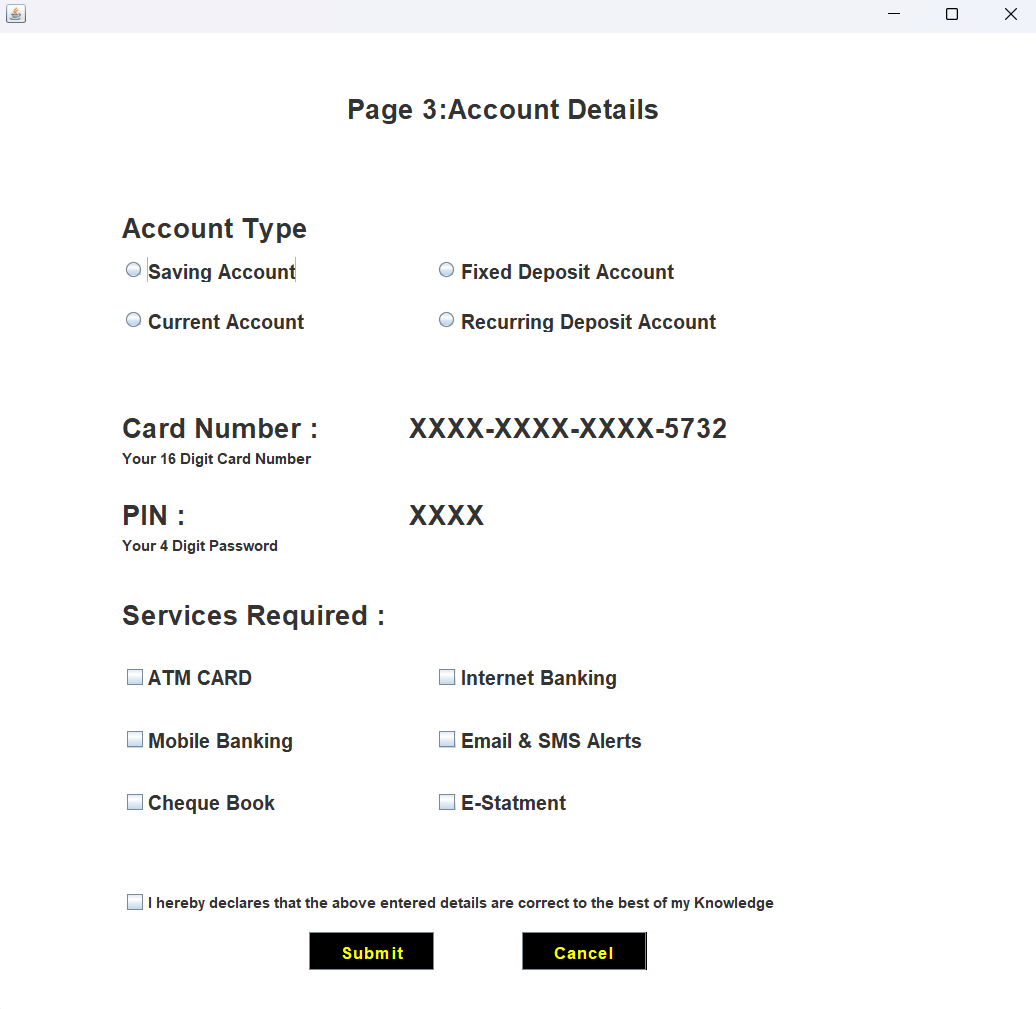 Page 3:Account Details
Account Type
Saving Account Fixed Deposit Account
Current Account Recurring Deposit Account
Card Number : XXXX-XXXX-XXXX-5732
Your 16 Digit Card Number
PIN : XXXX
Your 4 Digit Password
Services Required :
ATM CARD Internet Banking
Mobile Banking Email & SMS Alerts
Cheque Book E-Statment
I hereby declares that the above entered details are correct to the best of my Knowledge
Submit Cancel